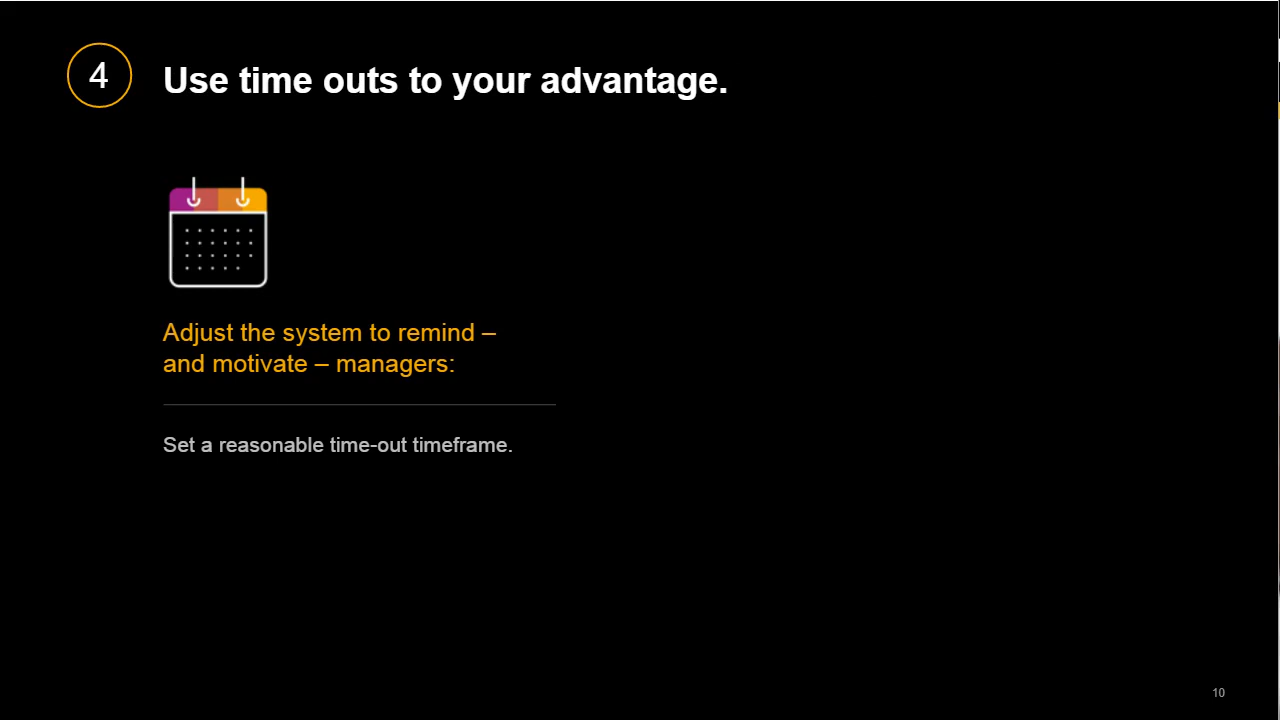 4
Use time outs to your advantage.
Adjust the system to remind –
and motivate – managers:
Set a reasonable time-out timeframe.
10